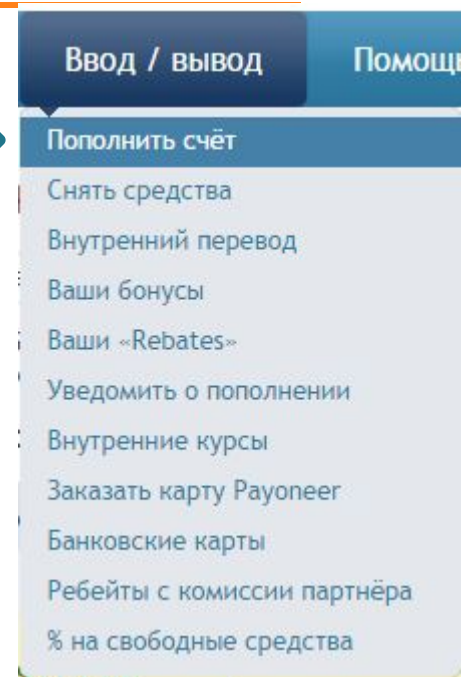 Ввод / вывод
Помощь
Пополнить счёт
Снять средства
Внутренний перевод
Ваши бонусы
Ваши «Rebates»
Уведомить о пополнении
Внутренние курсы
Заказать карту Payoneer
Банковские карты
Ребейты с комиссии партнёра
% на свободные средства